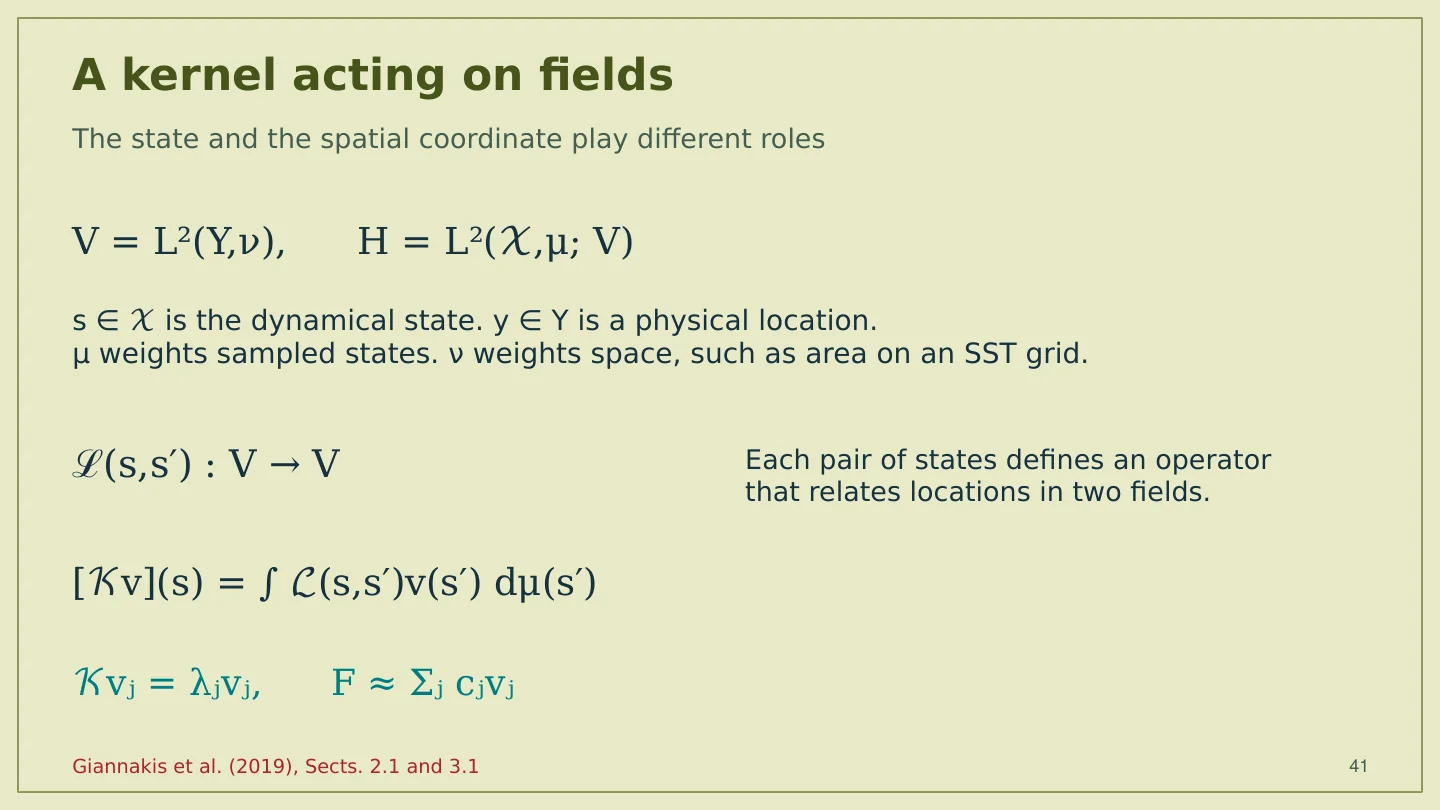 A kernel acting on fields
The state and the spatial coordinate play different roles
V = L²(Y,ν), H = L²(𝒳,μ; V)
s ∈ 𝒳 is the dynamical state. y ∈ Y is a physical location.
μ weights sampled states. ν weights space, such as area on an SST grid.
ℒ(s,s′) : V → V
Each pair of states defines an operator
that relates locations in two fields.
[𝒦v](s) = ∫ ℒ(s,s′)v(s′) dμ(s′)
𝒦vⱼ = λⱼvⱼ, F ≈ Σⱼ cⱼvⱼ
Giannakis et al. (2019), Sects. 2.1 and 3.1
41